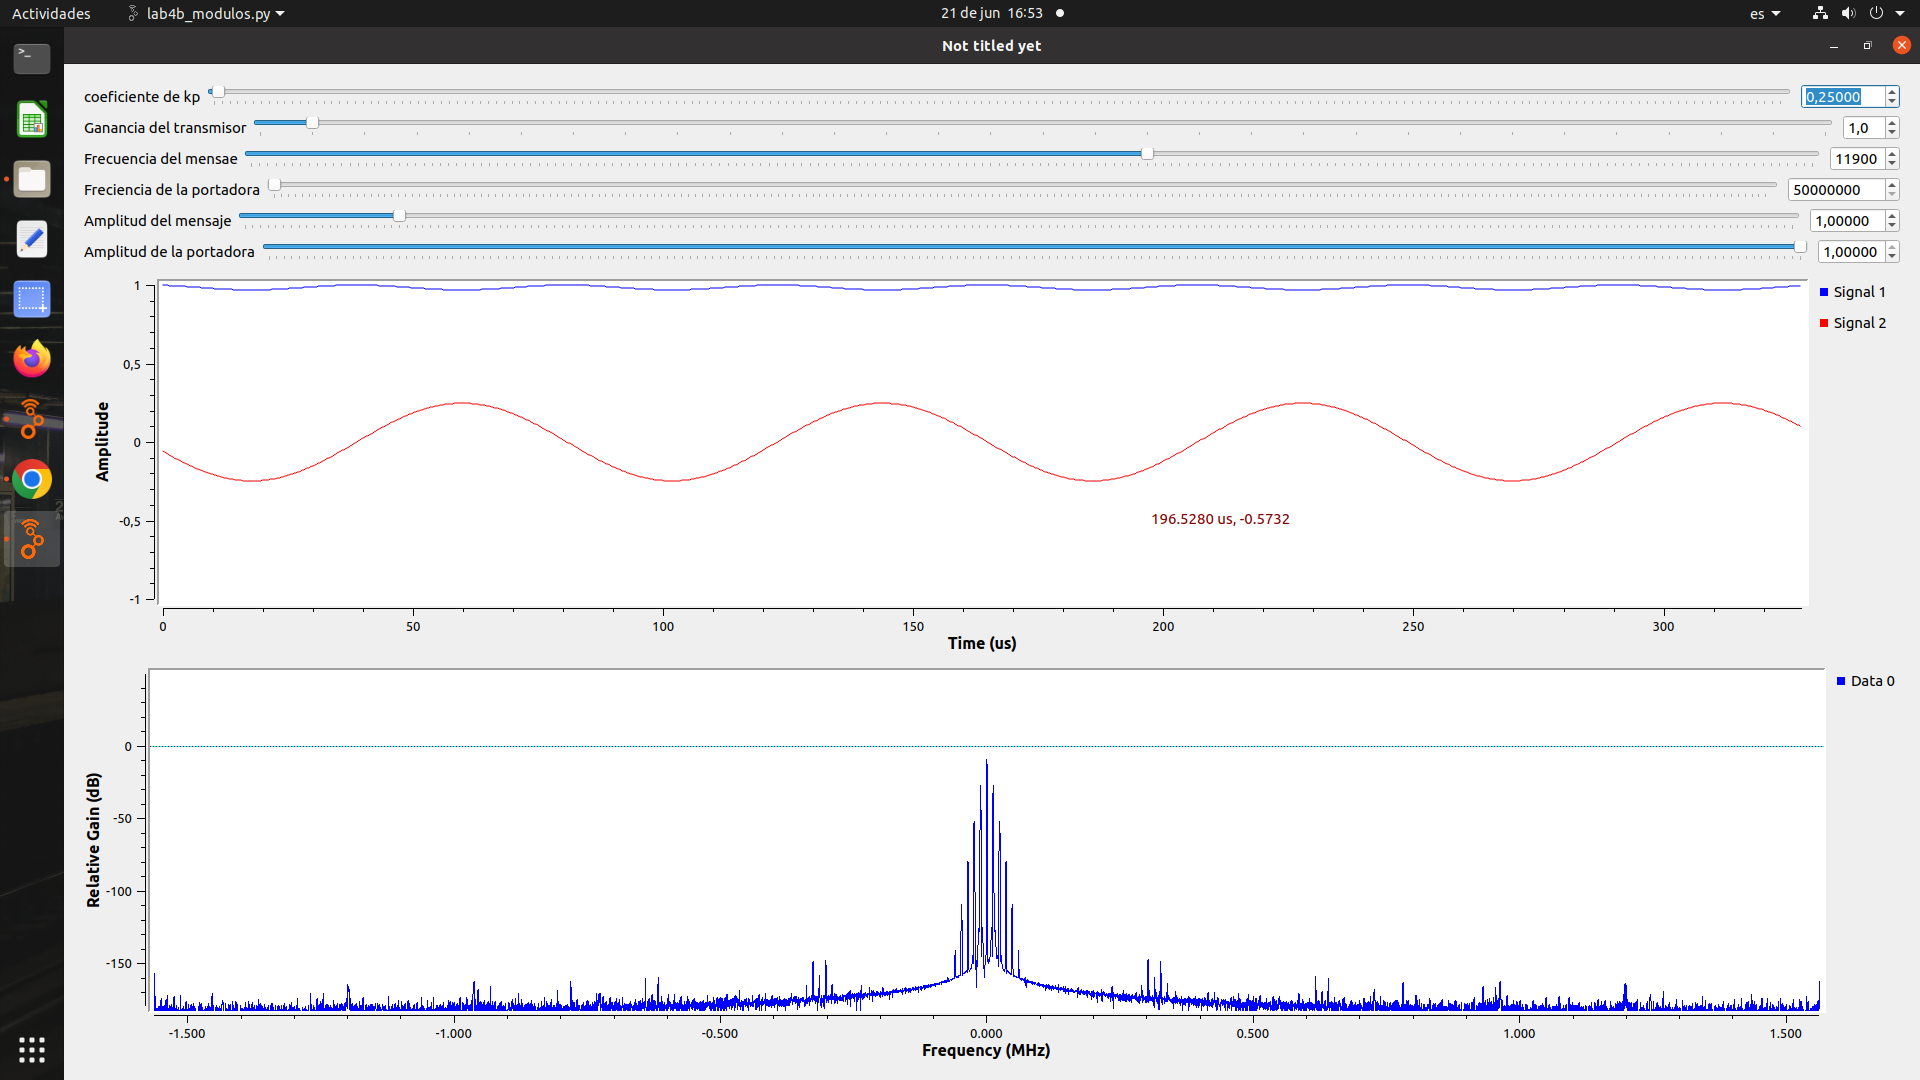 Actividades lab4b_modulos.py 21 de jun 16:53 es
Not titled yet
coeficiente de kp 0,25000
Ganancia del transmisor 1,0
Frecuencia del mensae 11900
Freciencia de la portadora 50000000
Amplitud del mensaje 1,00000
Amplitud de la portadora 1,00000
1
0,5
0
-0,5
-1
Amplitude
Signal 1
Signal 2
196.5280 us, -0.5732
0 50 100 150 200 250 300
Time (us)
0
-50
-100
-150
Relative Gain (dB)
Data 0
-1.500 -1.000 -0.500 0.000 0.500 1.000 1.500
Frequency (MHz)